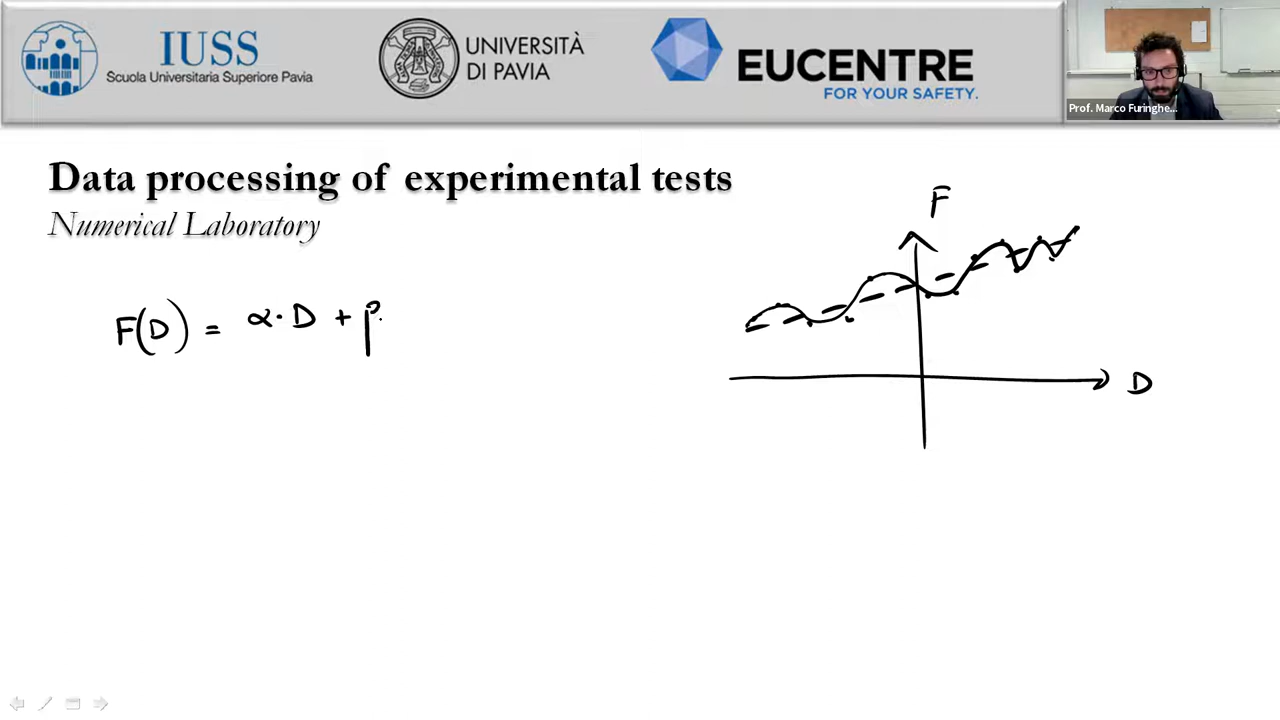 IUSS
Scuola Universitaria Superiore Pavia
UNIVERSITÀ
DI PAVIA
EUCENTRE
FOR YOUR SAFETY.
Prof. Marco Furinghe...
Data processing of experimental tests
Numerical Laboratory
F
F(D) = α · D +
D